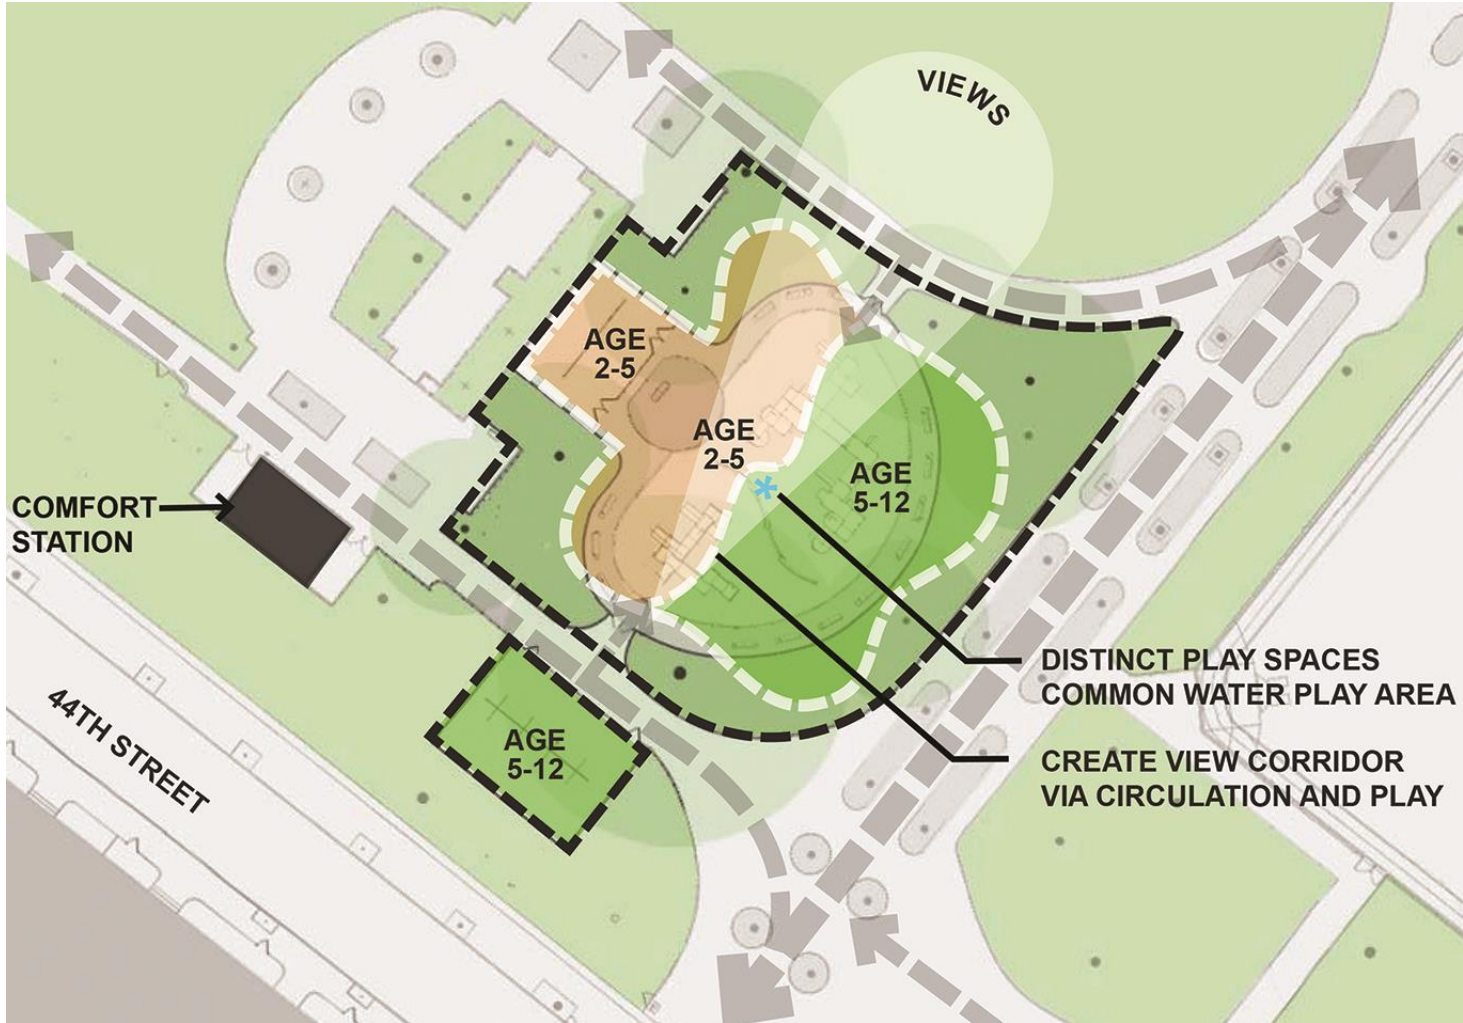 VIEWS
AGE
2-5
AGE
2-5
AGE
5-12
COMFORT
STATION
DISTINCT PLAY SPACES
COMMON WATER PLAY AREA
44TH STREET
AGE
5-12
CREATE VIEW CORRIDOR
VIA CIRCULATION AND PLAY